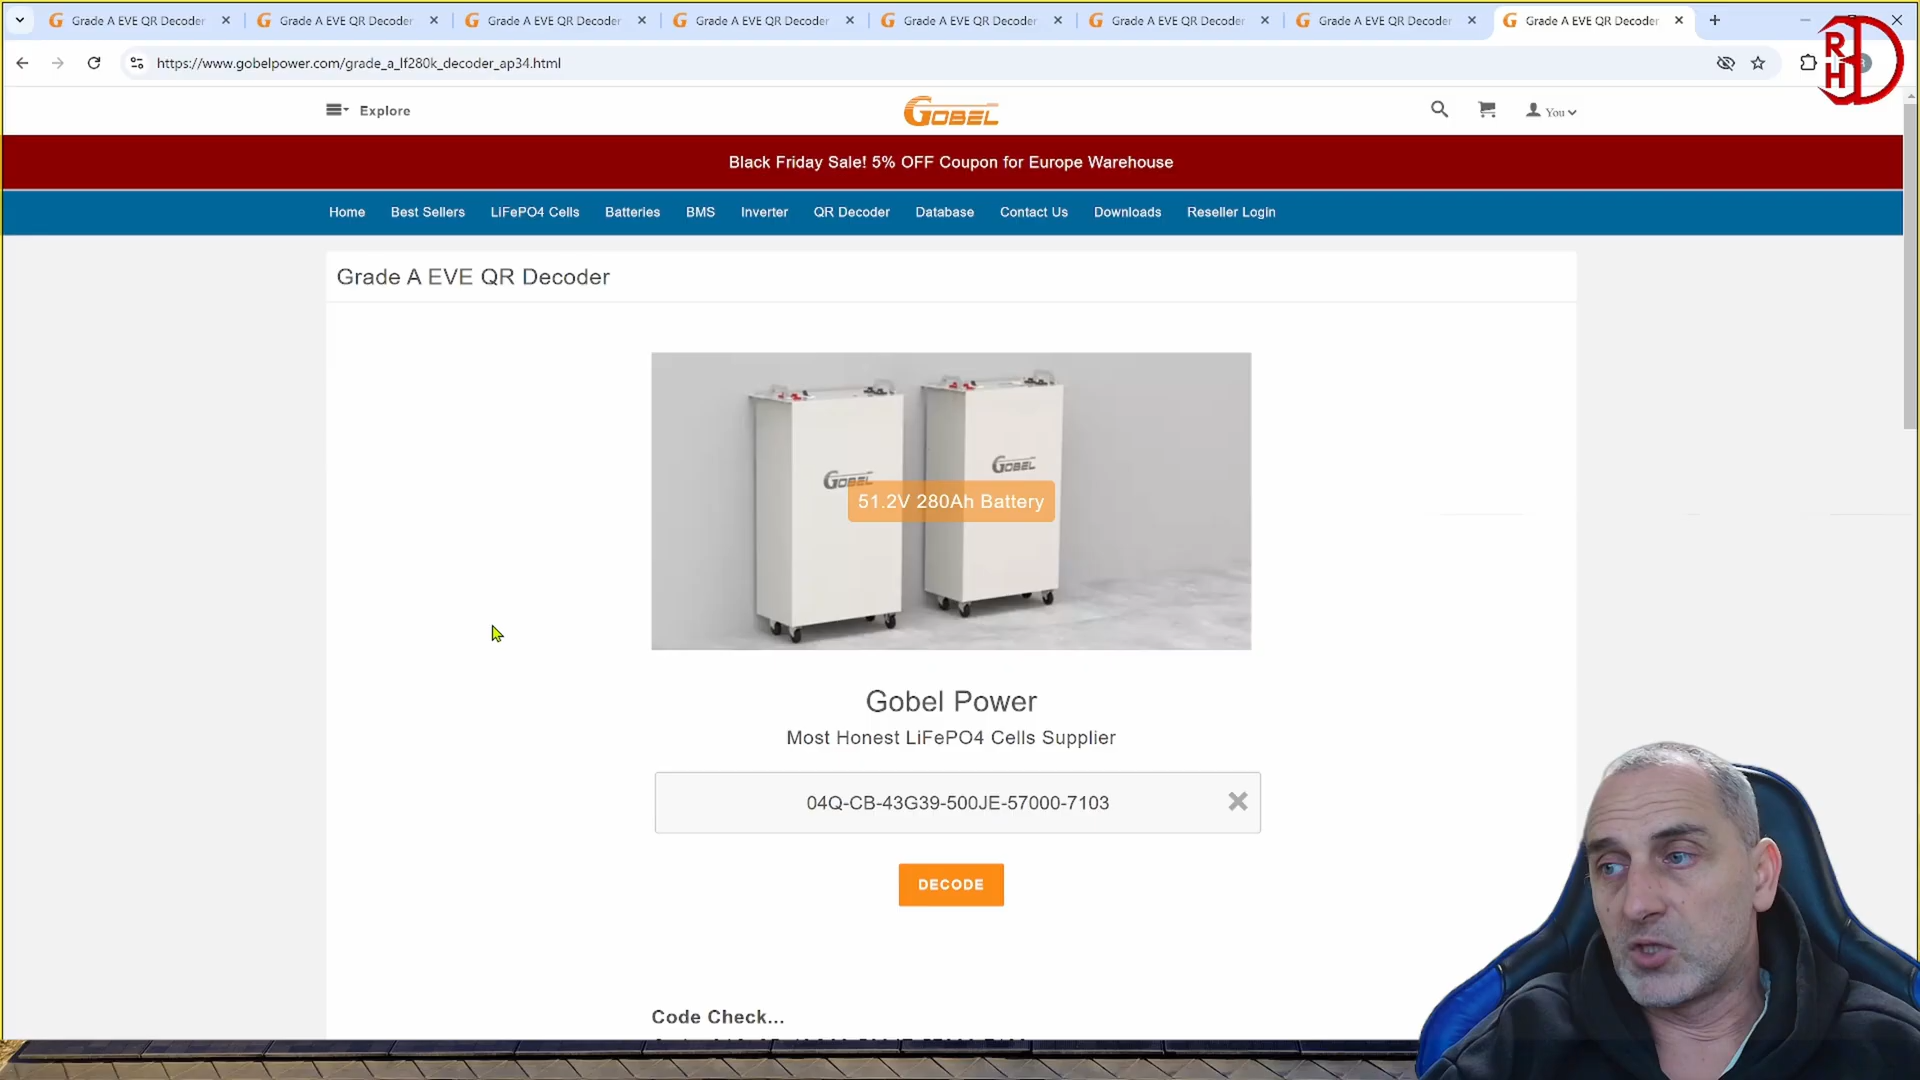 Grade A EVE QR Decoder
Grade A EVE QR Decoder
Grade A EVE QR Decoder
Grade A EVE QR Decoder
Grade A EVE QR Decoder
Grade A EVE QR Decoder
Grade A EVE QR Decoder
Grade A EVE QR Decoder
https://www.gobelpower.com/grade_a_lf280k_decoder_ap34.html
RHD
Explore
GOBEL
You
Black Friday Sale! 5% OFF Coupon for Europe Warehouse
Home Best Sellers LiFePO4 Cells Batteries BMS Inverter QR Decoder Database Contact Us Downloads Reseller Login
Grade A EVE QR Decoder
GOBEL
GOBEL
51.2V 280Ah Battery
Gobel Power
Most Honest LiFePO4 Cells Supplier
04Q-CB-43G39-500JE-57000-7103
DECODE
Code Check...